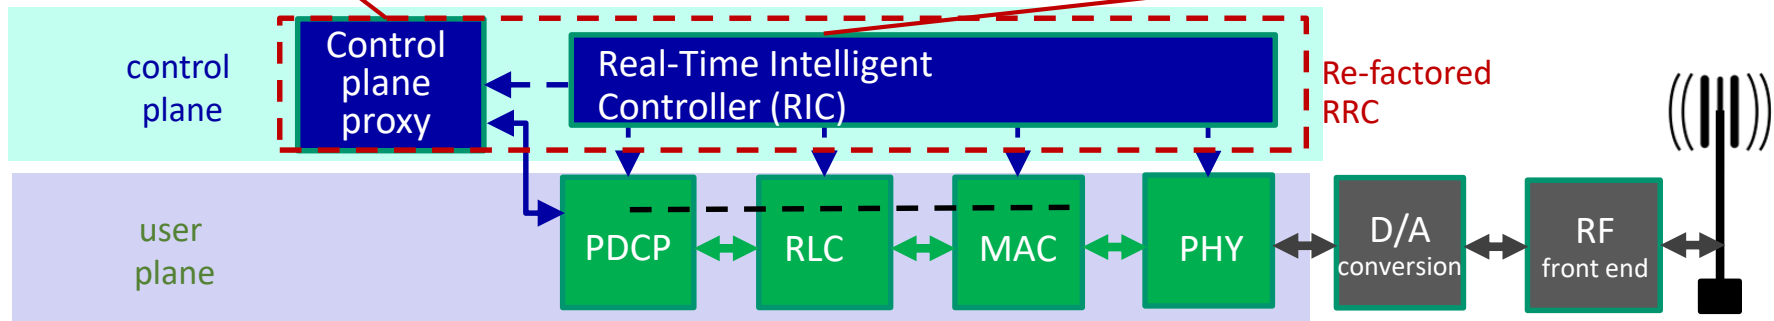 control
plane
Control
plane
proxy
Real-Time Intelligent
Controller (RIC)
Re-factored
RRC
user
plane
PDCP
RLC
MAC
PHY
D/A
conversion
RF
front end